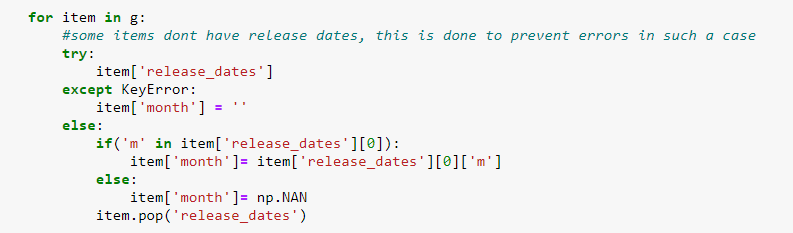 for item in g:
    #some items dont have release dates, this is done to prevent errors in such a case
    try:
        item['release_dates']
    except KeyError:
        item['month'] = ''
    else:
        if('m' in item['release_dates'][0]):
            item['month']= item['release_dates'][0]['m']
        else:
            item['month']= np.NAN
        item.pop('release_dates')